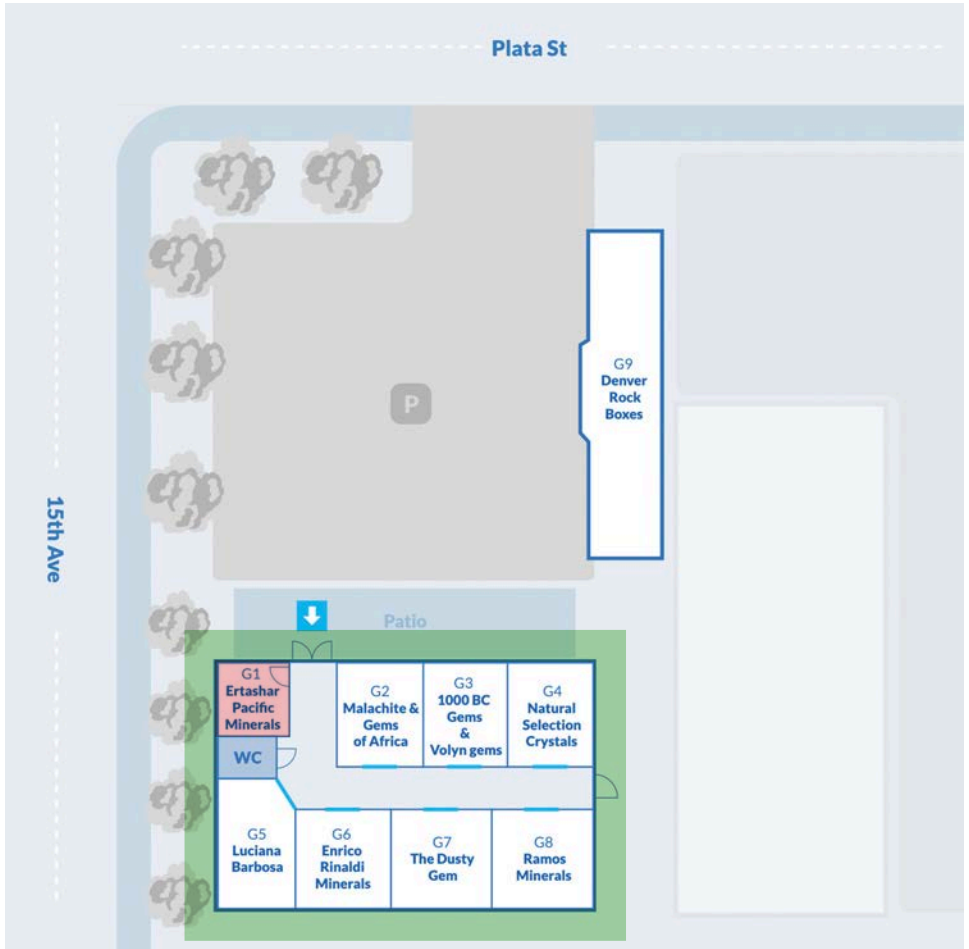 Plata St
15th Ave
P
G9
Denver
Rock
Boxes
Patio
G1
Ertashar
Pacific
Minerals
G2
Malachite &
Gems
of Africa
G3
1000 BC
Gems
&
Volyn gems
G4
Natural
Selection
Crystals
WC
G5
Luciana
Barbosa
G6
Enrico
Rinaldi
Minerals
G7
The Dusty
Gem
G8
Ramos
Minerals